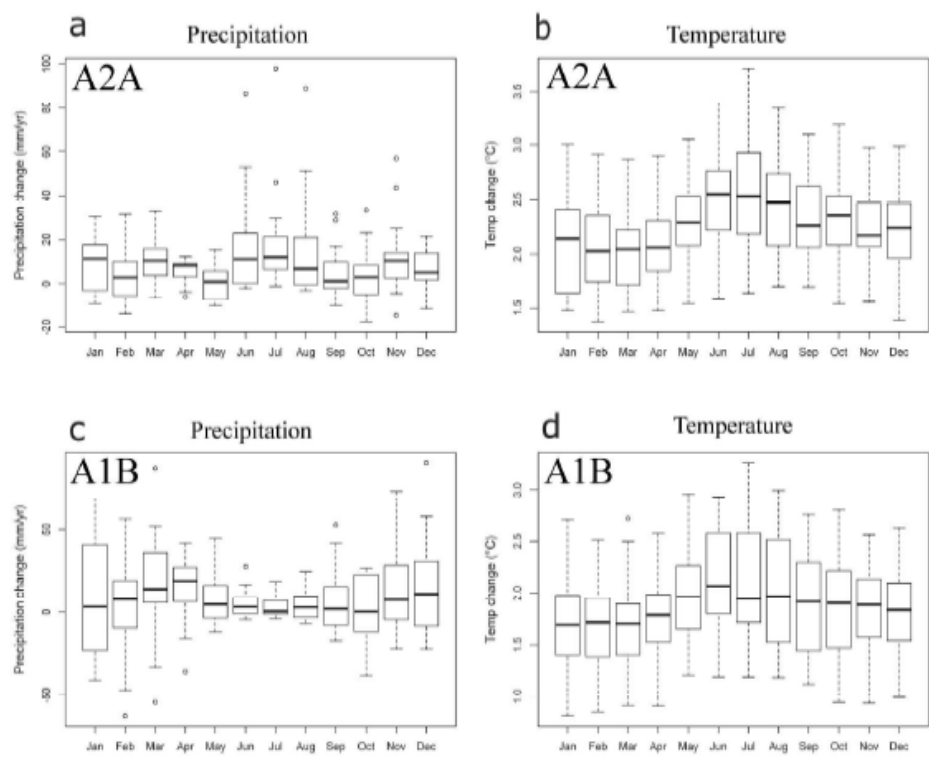 a Precipitation
A2A
Precipitation change (mm/yr)
100
80
60
40
20
0
-20
Jan Feb Mar Apr May Jun Jul Aug Sep Oct Nov Dec
b Temperature
A2A
Temp change (°C)
3.5
3.0
2.5
2.0
1.5
Jan Feb Mar Apr May Jun Jul Aug Sep Oct Nov Dec
c Precipitation
A1B
Precipitation change (mm/yr)
50
0
-50
Jan Feb Mar Apr May Jun Jul Aug Sep Oct Nov Dec
d Temperature
A1B
Temp change (°C)
3.0
2.5
2.0
1.5
1.0
Jan Feb Mar Apr May Jun Jul Aug Sep Oct Nov Dec